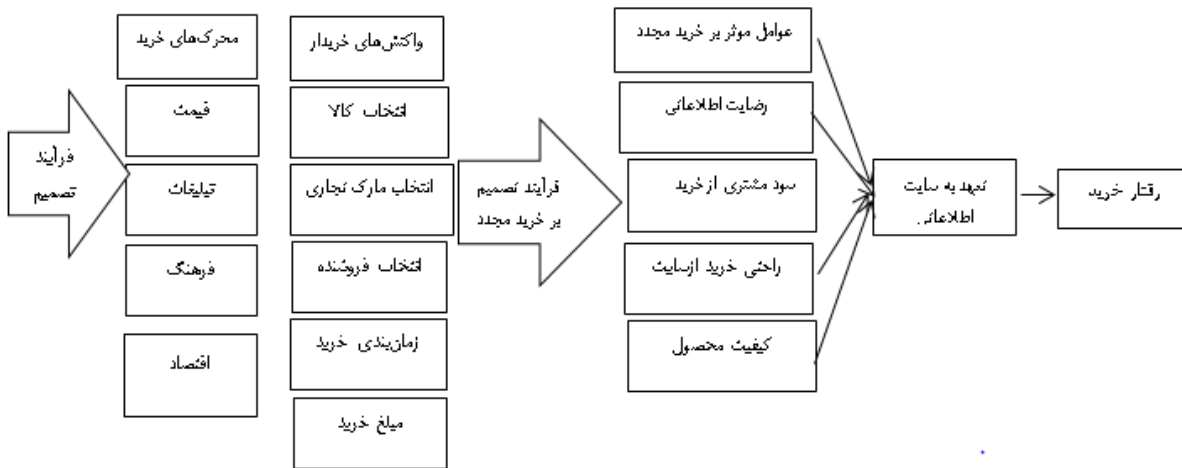 فرآیند
تصمیم
محرک‌های خرید
قیمت
تبلیغات
فرهنگ
اقتصاد
واکنش‌های خریدار
انتخاب کالا
انتخاب مارک تجاری
انتخاب فروشنده
زمان‌بندی خرید
مبلغ خرید
فرآیند تصمیم
بر خرید مجدد
عوامل موثر بر خرید مجدد
رضایت اطلاعاتی
سود مشتری از خرید
راحتی خرید ازسایت
کیفیت محصول
تعهد به سایت
اطلاعاتی
رفتار خرید